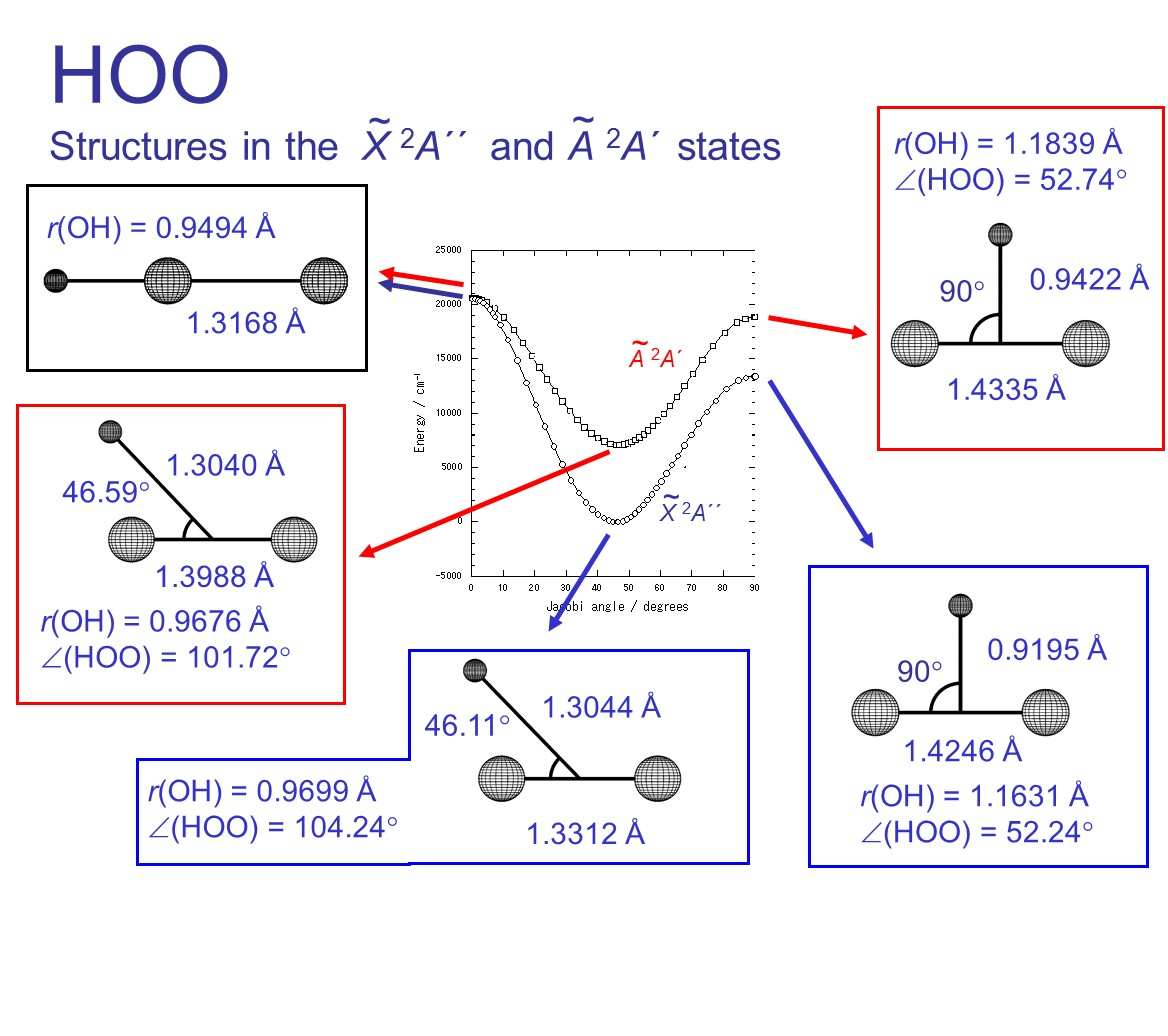 HOO
Structures in the X̃ ²A´´ and Ã ²A´ states
r(OH) = 0.9494 Å
1.3168 Å
r(OH) = 1.1839 Å
∠(HOO) = 52.74°
90°
0.9422 Å
1.4335 Å
25000
20000
15000
10000
5000
0
-5000
Energy / cm⁻¹
Ã ²A´
X̃ ²A´´
0 10 20 30 40 50 60 70 80 90
Jacobi angle / degrees
1.3040 Å
46.59°
1.3988 Å
r(OH) = 0.9676 Å
∠(HOO) = 101.72°
1.3044 Å
46.11°
1.3312 Å
r(OH) = 0.9699 Å
∠(HOO) = 104.24°
0.9195 Å
90°
1.4246 Å
r(OH) = 1.1631 Å
∠(HOO) = 52.24°